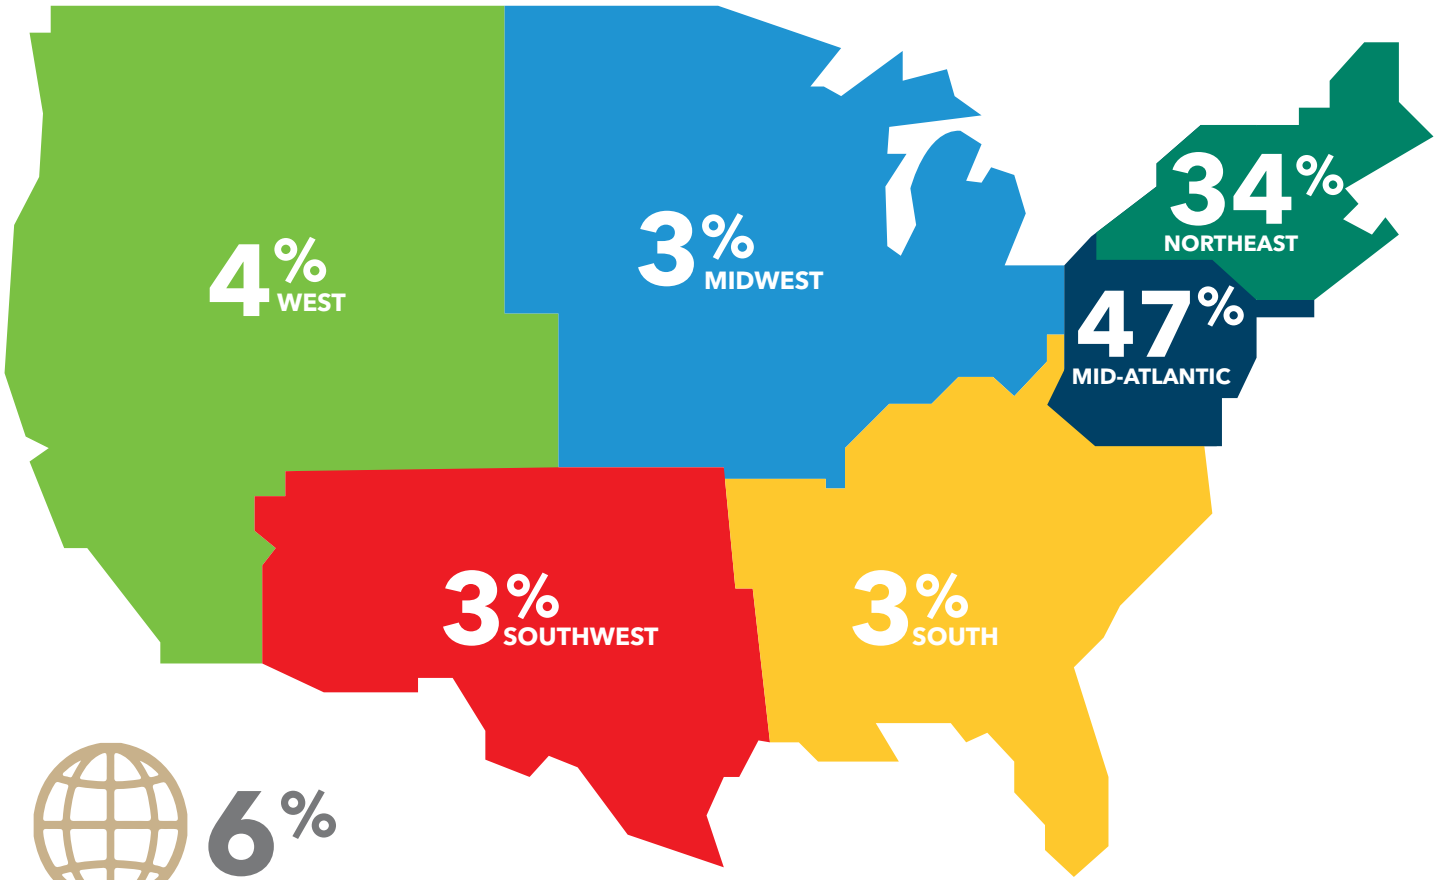 34%
NORTHEAST
4%
WEST
3%
MIDWEST
47%
MID-ATLANTIC
3%
SOUTHWEST
3%
SOUTH
6%